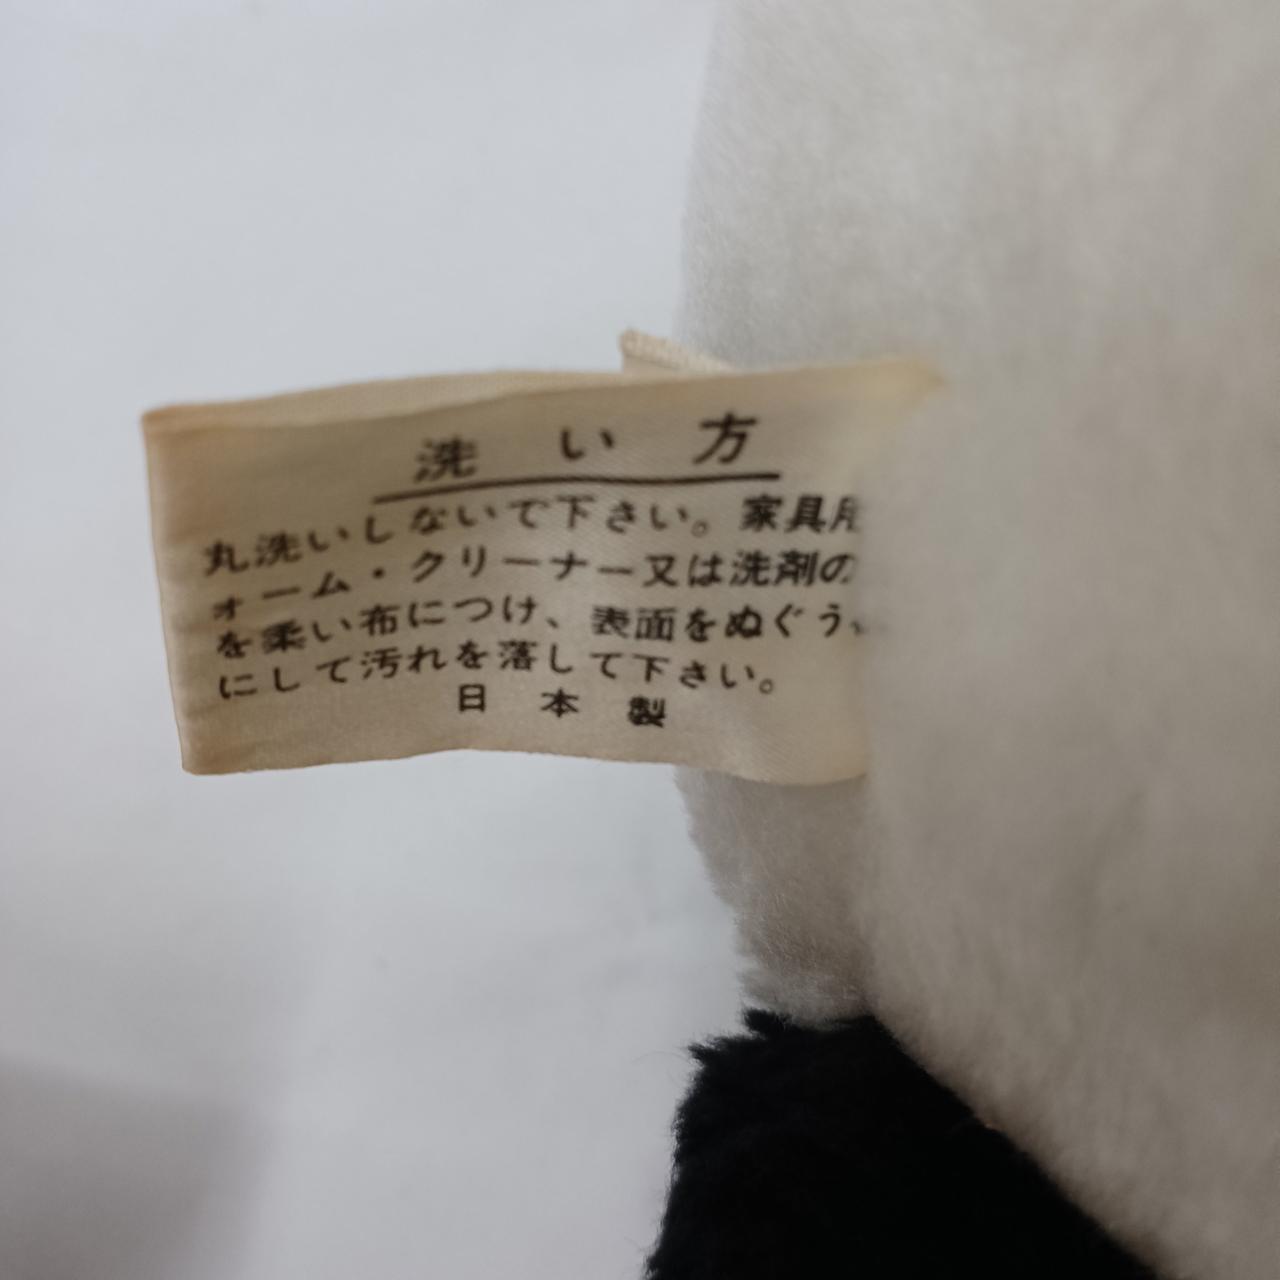 洗い方
丸洗いしないで下さい。家具用
ォーム・クリーナー又は洗剤の
を柔い布につけ、表面をぬぐう
にして汚れを落して下さい。
日本製